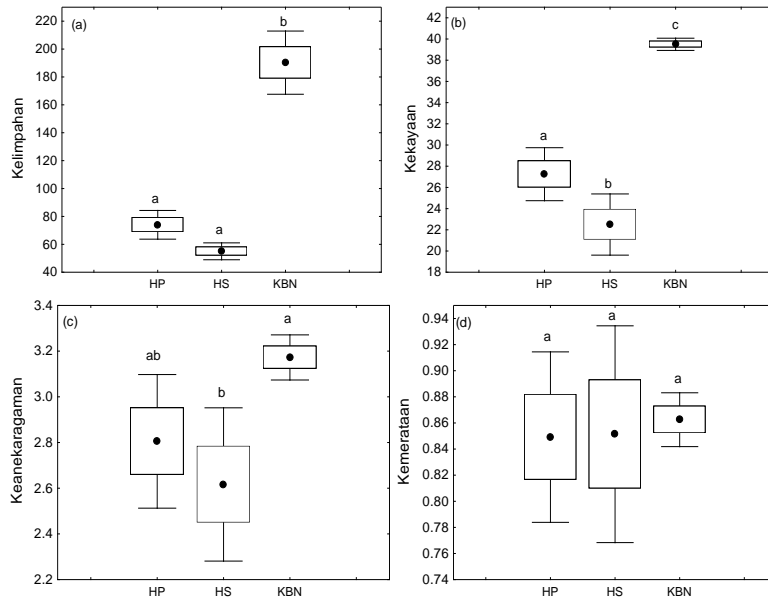 (a)
Kelimpahan
220
200
180
160
140
120
100
80
60
40
a
a
b
HP HS KBN
(b)
Kekayaan
40
38
36
34
32
30
28
26
24
22
20
18
a
b
c
HP HS KBN
(c)
Keanekaragaman
3.4
3.2
3.0
2.8
2.6
2.4
2.2
ab
b
a
HP HS KBN
(d)
Kemerataan
0.94
0.92
0.90
0.88
0.86
0.84
0.82
0.80
0.78
0.76
0.74
a
a
a
HP HS KBN